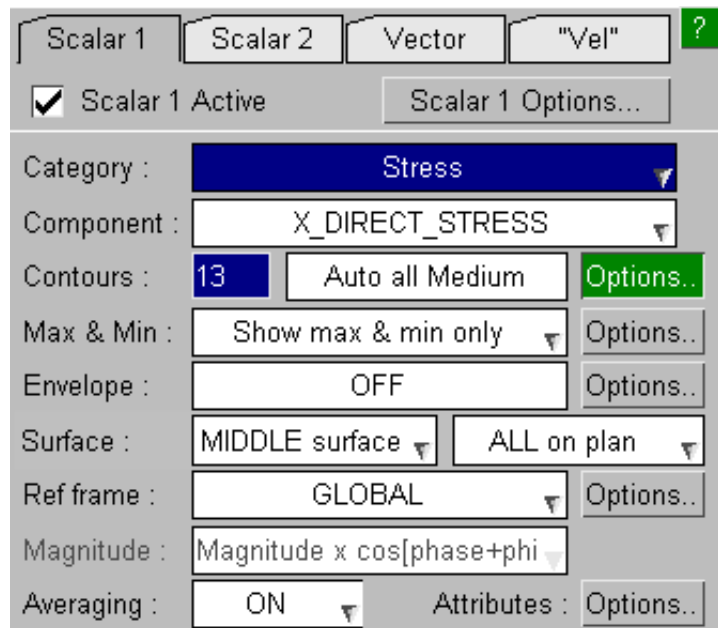 Scalar 1 Scalar 2 Vector "Vel" ?
Scalar 1 Active Scalar 1 Options...
Category : Stress
Component : X_DIRECT_STRESS
Contours : 13 Auto all Medium Options..
Max & Min : Show max & min only Options..
Envelope : OFF Options..
Surface : MIDDLE surface ALL on plan
Ref frame : GLOBAL Options..
Magnitude : Magnitude x cos[phase+phi
Averaging : ON Attributes : Options..